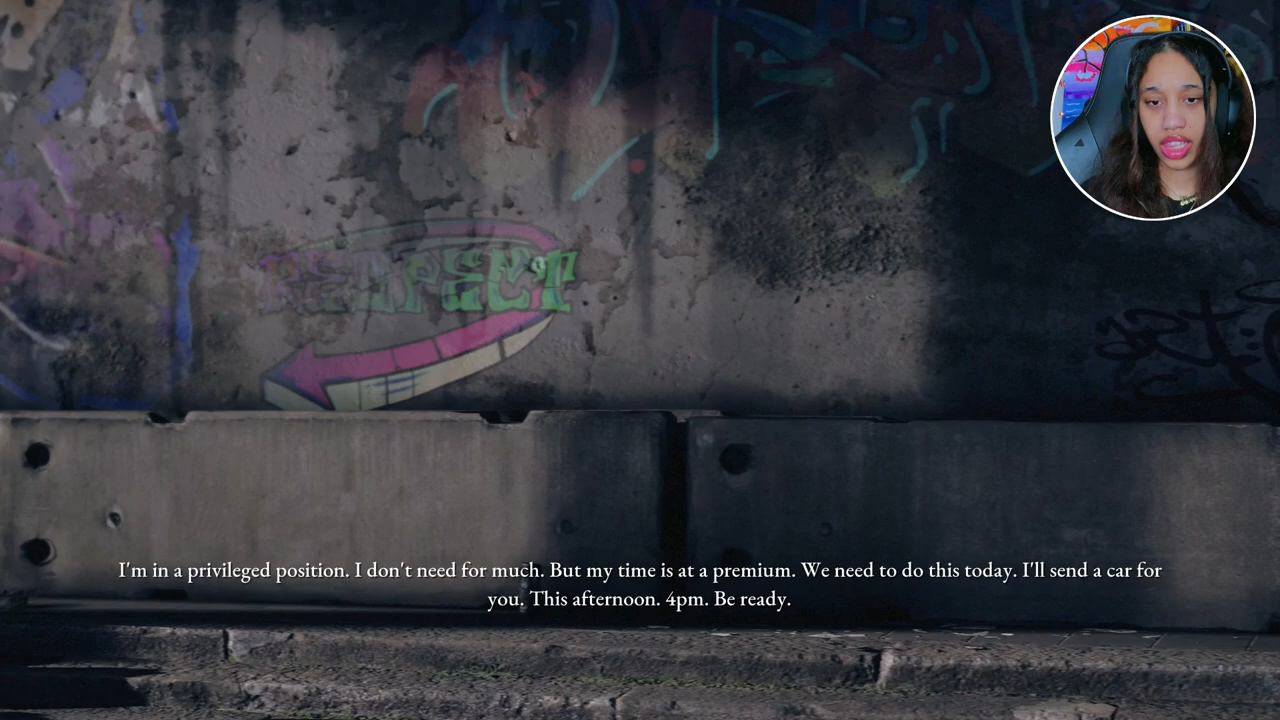 RESPECT
I'm in a privileged position. I don't need for much. But my time is at a premium. We need to do this today. I'll send a car for
you. This afternoon. 4pm. Be ready.